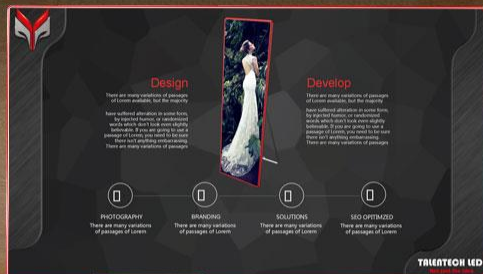 Design
There are many variations of passages
of Lorem available, but the majority
have suffered alteration in some form,
by injected humor, or randomized
words which don't look even slightly
believable. If you are going to use a
passage of Lorem, you need to be sure
there isn't anything embarrassing.
There are many variations of passages
Develop
There are many variations of passages
of Lorem available, but the majority
have suffered alteration in some form,
by injected humor, or randomized
words which don't look even slightly
believable. If you are going to use a
passage of Lorem, you need to be sure
there isn't anything embarrassing.
There are many variations of passages
PHOTOGRAPHY
There are many variations
of passages of Lorem
BRANDING
There are many variations
of passages of Lorem
SOLUTIONS
There are many variations
of passages of Lorem
SEO OPITIMZED
There are many variations
of passages of Lorem
TALENTECH LED